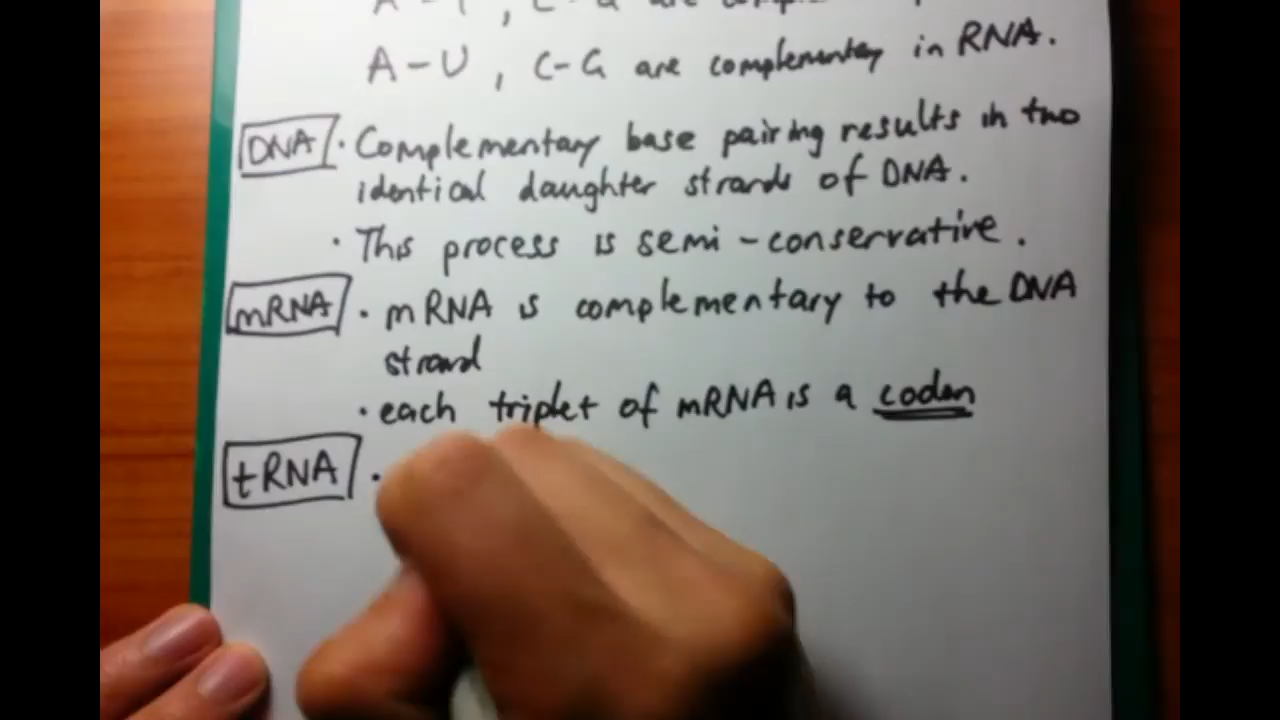 A - T , C - G are
A-U , C-G are complementary in RNA.
DNA · Complementary base pairing results in two
identical daughter strands of DNA.
· This process is semi-conservative.
mRNA · mRNA is complementary to the DNA
strand
· each triplet of mRNA is a codon
tRNA ·